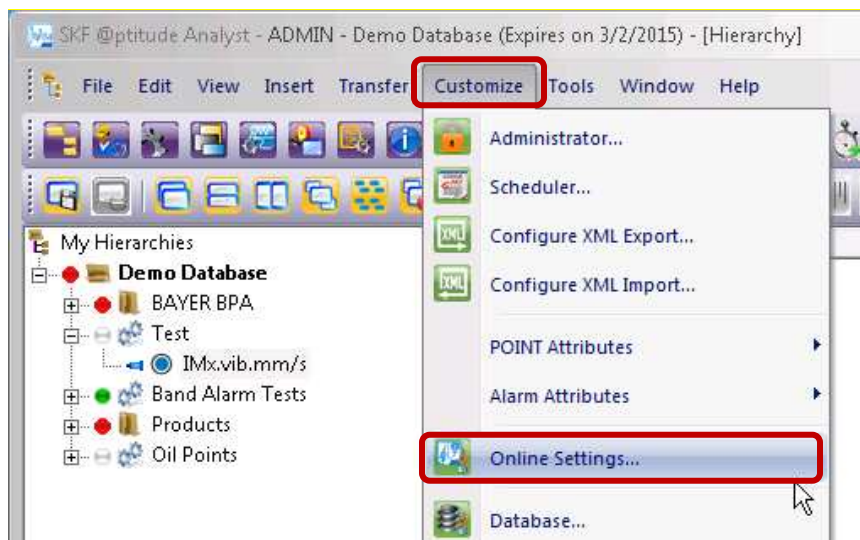 SKF @ptitude Analyst - ADMIN - Demo Database (Expires on 3/2/2015) - [Hierarchy]
File Edit View Insert Transfer Customize Tools Window Help
Administrator...
Scheduler...
XML Configure XML Export...
XML Configure XML Import...
POINT Attributes
Alarm Attributes
Online Settings...
Database...
My Hierarchies
Demo Database
BAYER BPA
Test
IMx.vib.mm/s
Band Alarm Tests
Products
Oil Points